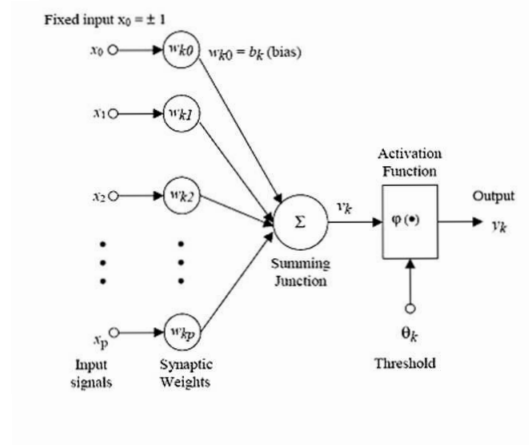 Fixed input x0 = ± 1
x0 wk0 wk0 = bk (bias)
x1 wk1
x2 wk2
Activation
Function
Σ vk φ (•) Output
yk
Summing
Junction
xp wkp
θk
Input
signals
Synaptic
Weights
Threshold